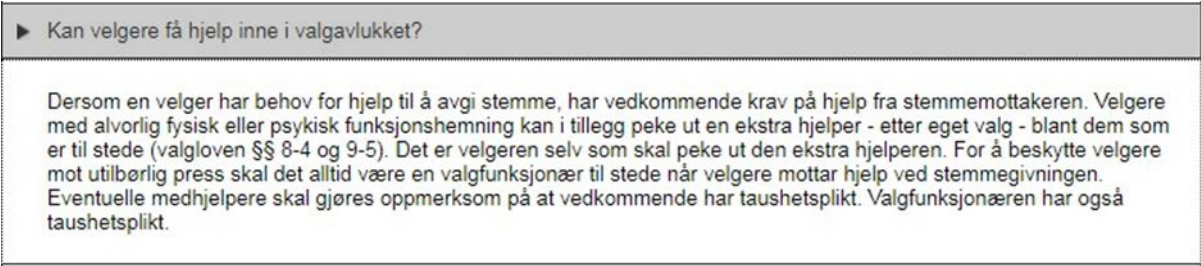 Kan velgere få hjelp inne i valgavlukket?
Dersom en velger har behov for hjelp til å avgi stemme, har vedkommende krav på hjelp fra stemmemottakeren. Velgere
med alvorlig fysisk eller psykisk funksjonshemning kan i tillegg peke ut en ekstra hjelper - etter eget valg - blant dem som
er til stede (valgloven §§ 8-4 og 9-5). Det er velgeren selv som skal peke ut den ekstra hjelperen. For å beskytte velgere
mot utilbørlig press skal det alltid være en valgfunksjonær til stede når velgere mottar hjelp ved stemmegivningen.
Eventuelle medhjelpere skal gjøres oppmerksom på at vedkommende har taushetsplikt. Valgfunksjonæren har også
taushetsplikt.